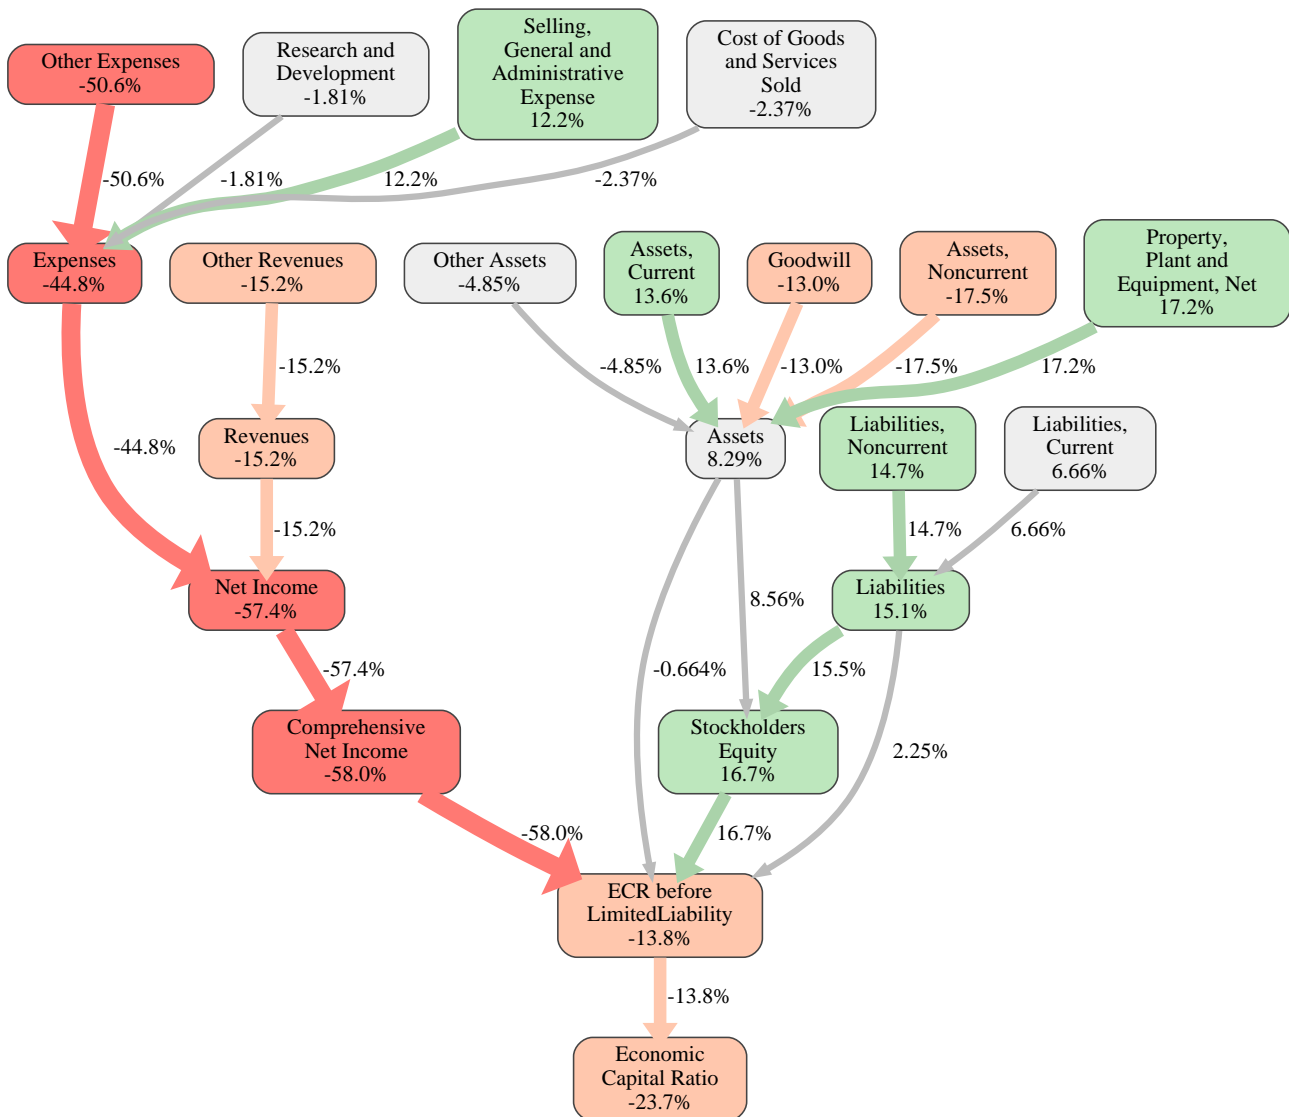 Other Expenses
-50.6%
Research and
Development
-1.81%
Selling,
General and
Administrative
Expense
12.2%
Cost of Goods
and Services
Sold
-2.37%
-50.6%
-1.81%
12.2%
-2.37%
Expenses
-44.8%
Other Revenues
-15.2%
Other Assets
-4.85%
Assets,
Current
13.6%
Goodwill
-13.0%
Assets,
Noncurrent
-17.5%
Property,
Plant and
Equipment, Net
17.2%
-15.2%
-4.85%
13.6%
-13.0%
-17.5%
17.2%
-44.8%
Revenues
-15.2%
Assets
8.29%
Liabilities,
Noncurrent
14.7%
Liabilities,
Current
6.66%
-15.2%
14.7%
6.66%
Net Income
-57.4%
8.56%
Liabilities
15.1%
-57.4%
-0.664%
15.5%
Comprehensive
Net Income
-58.0%
Stockholders
Equity
16.7%
2.25%
-58.0%
16.7%
ECR before
LimitedLiability
-13.8%
-13.8%
Economic
Capital Ratio
-23.7%